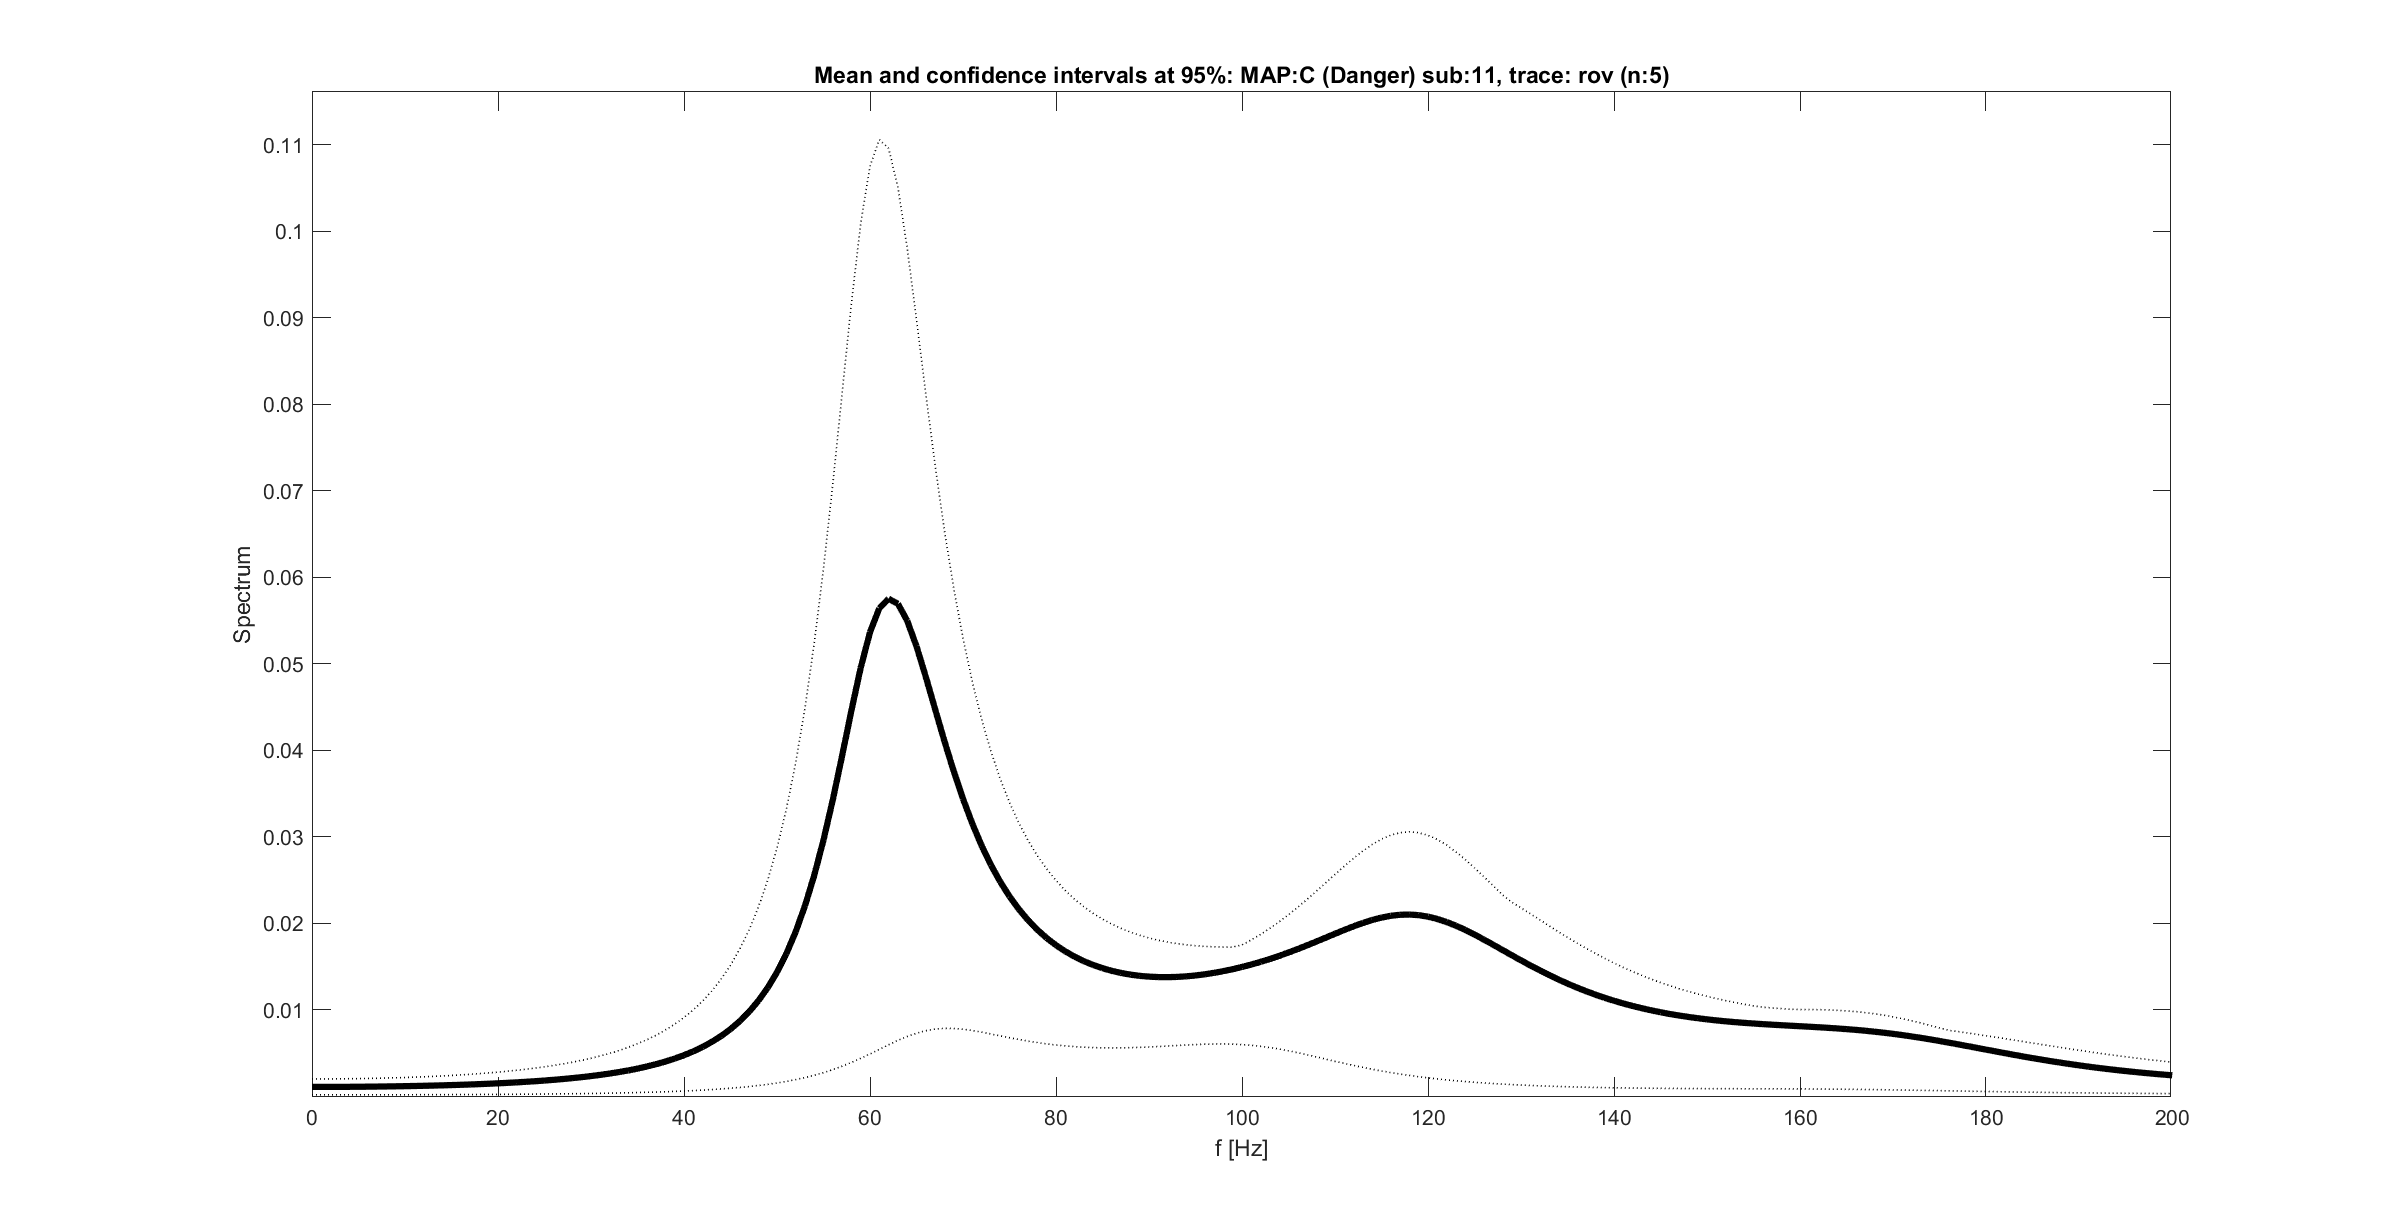 Mean and confidence intervals at 95%: MAP:C (Danger) sub:11, trace: rov (n:5)
0.11
0.1
0.09
0.08
0.07
0.06
0.05
0.04
0.03
0.02
0.01
Spectrum
0 20 40 60 80 100 120 140 160 180 200
f [Hz]